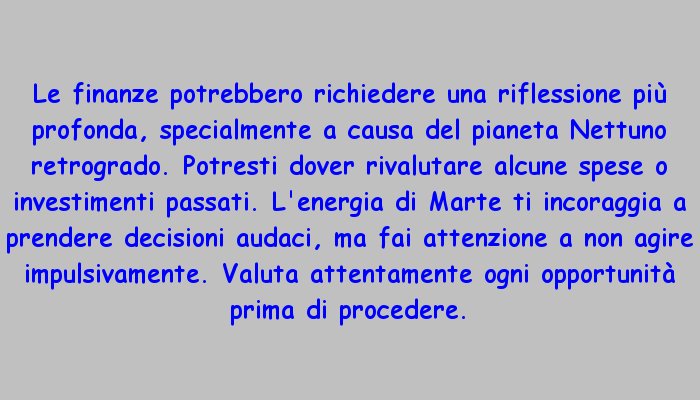 Le finanze potrebbero richiedere una riflessione più
profonda, specialmente a causa del pianeta Nettuno
retrogrado. Potresti dover rivalutare alcune spese o
investimenti passati. L'energia di Marte ti incoraggia a
prendere decisioni audaci, ma fai attenzione a non agire
impulsivamente. Valuta attentamente ogni opportunità
prima di procedere.